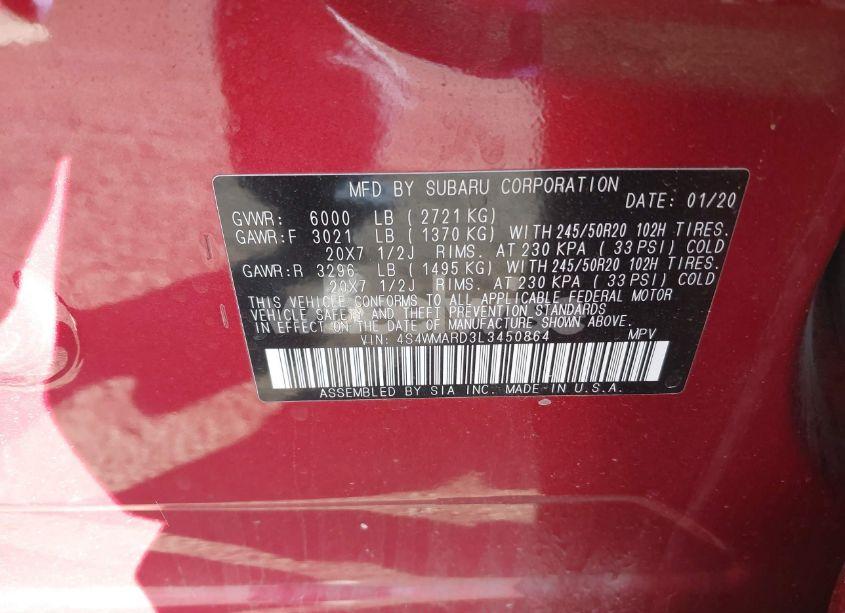 MFD BY SUBARU CORPORATION
DATE: 01/20
GVWR: 6000 LB ( 2721 KG)
GAWR:F 3021 LB ( 1370 KG) WITH 245/50R20 102H TIRES.
20X7 1/2J RIMS. AT 230 KPA ( 33 PSI) COLD
GAWR:R 3296 LB ( 1495 KG) WITH 245/50R20 102H TIRES.
20X7 1/2J RIMS. AT 230 KPA ( 33 PSI) COLD
THIS VEHICLE CONFORMS TO ALL APPLICABLE FEDERAL MOTOR
VEHICLE SAFETY AND THEFT PREVENTION STANDARDS
IN EFFECT ON THE DATE OF MANUFACTURE SHOWN ABOVE.
VIN: 4S4WMARD3L3450864 MPV
ASSEMBLED BY SIA INC. IN U.S.A.